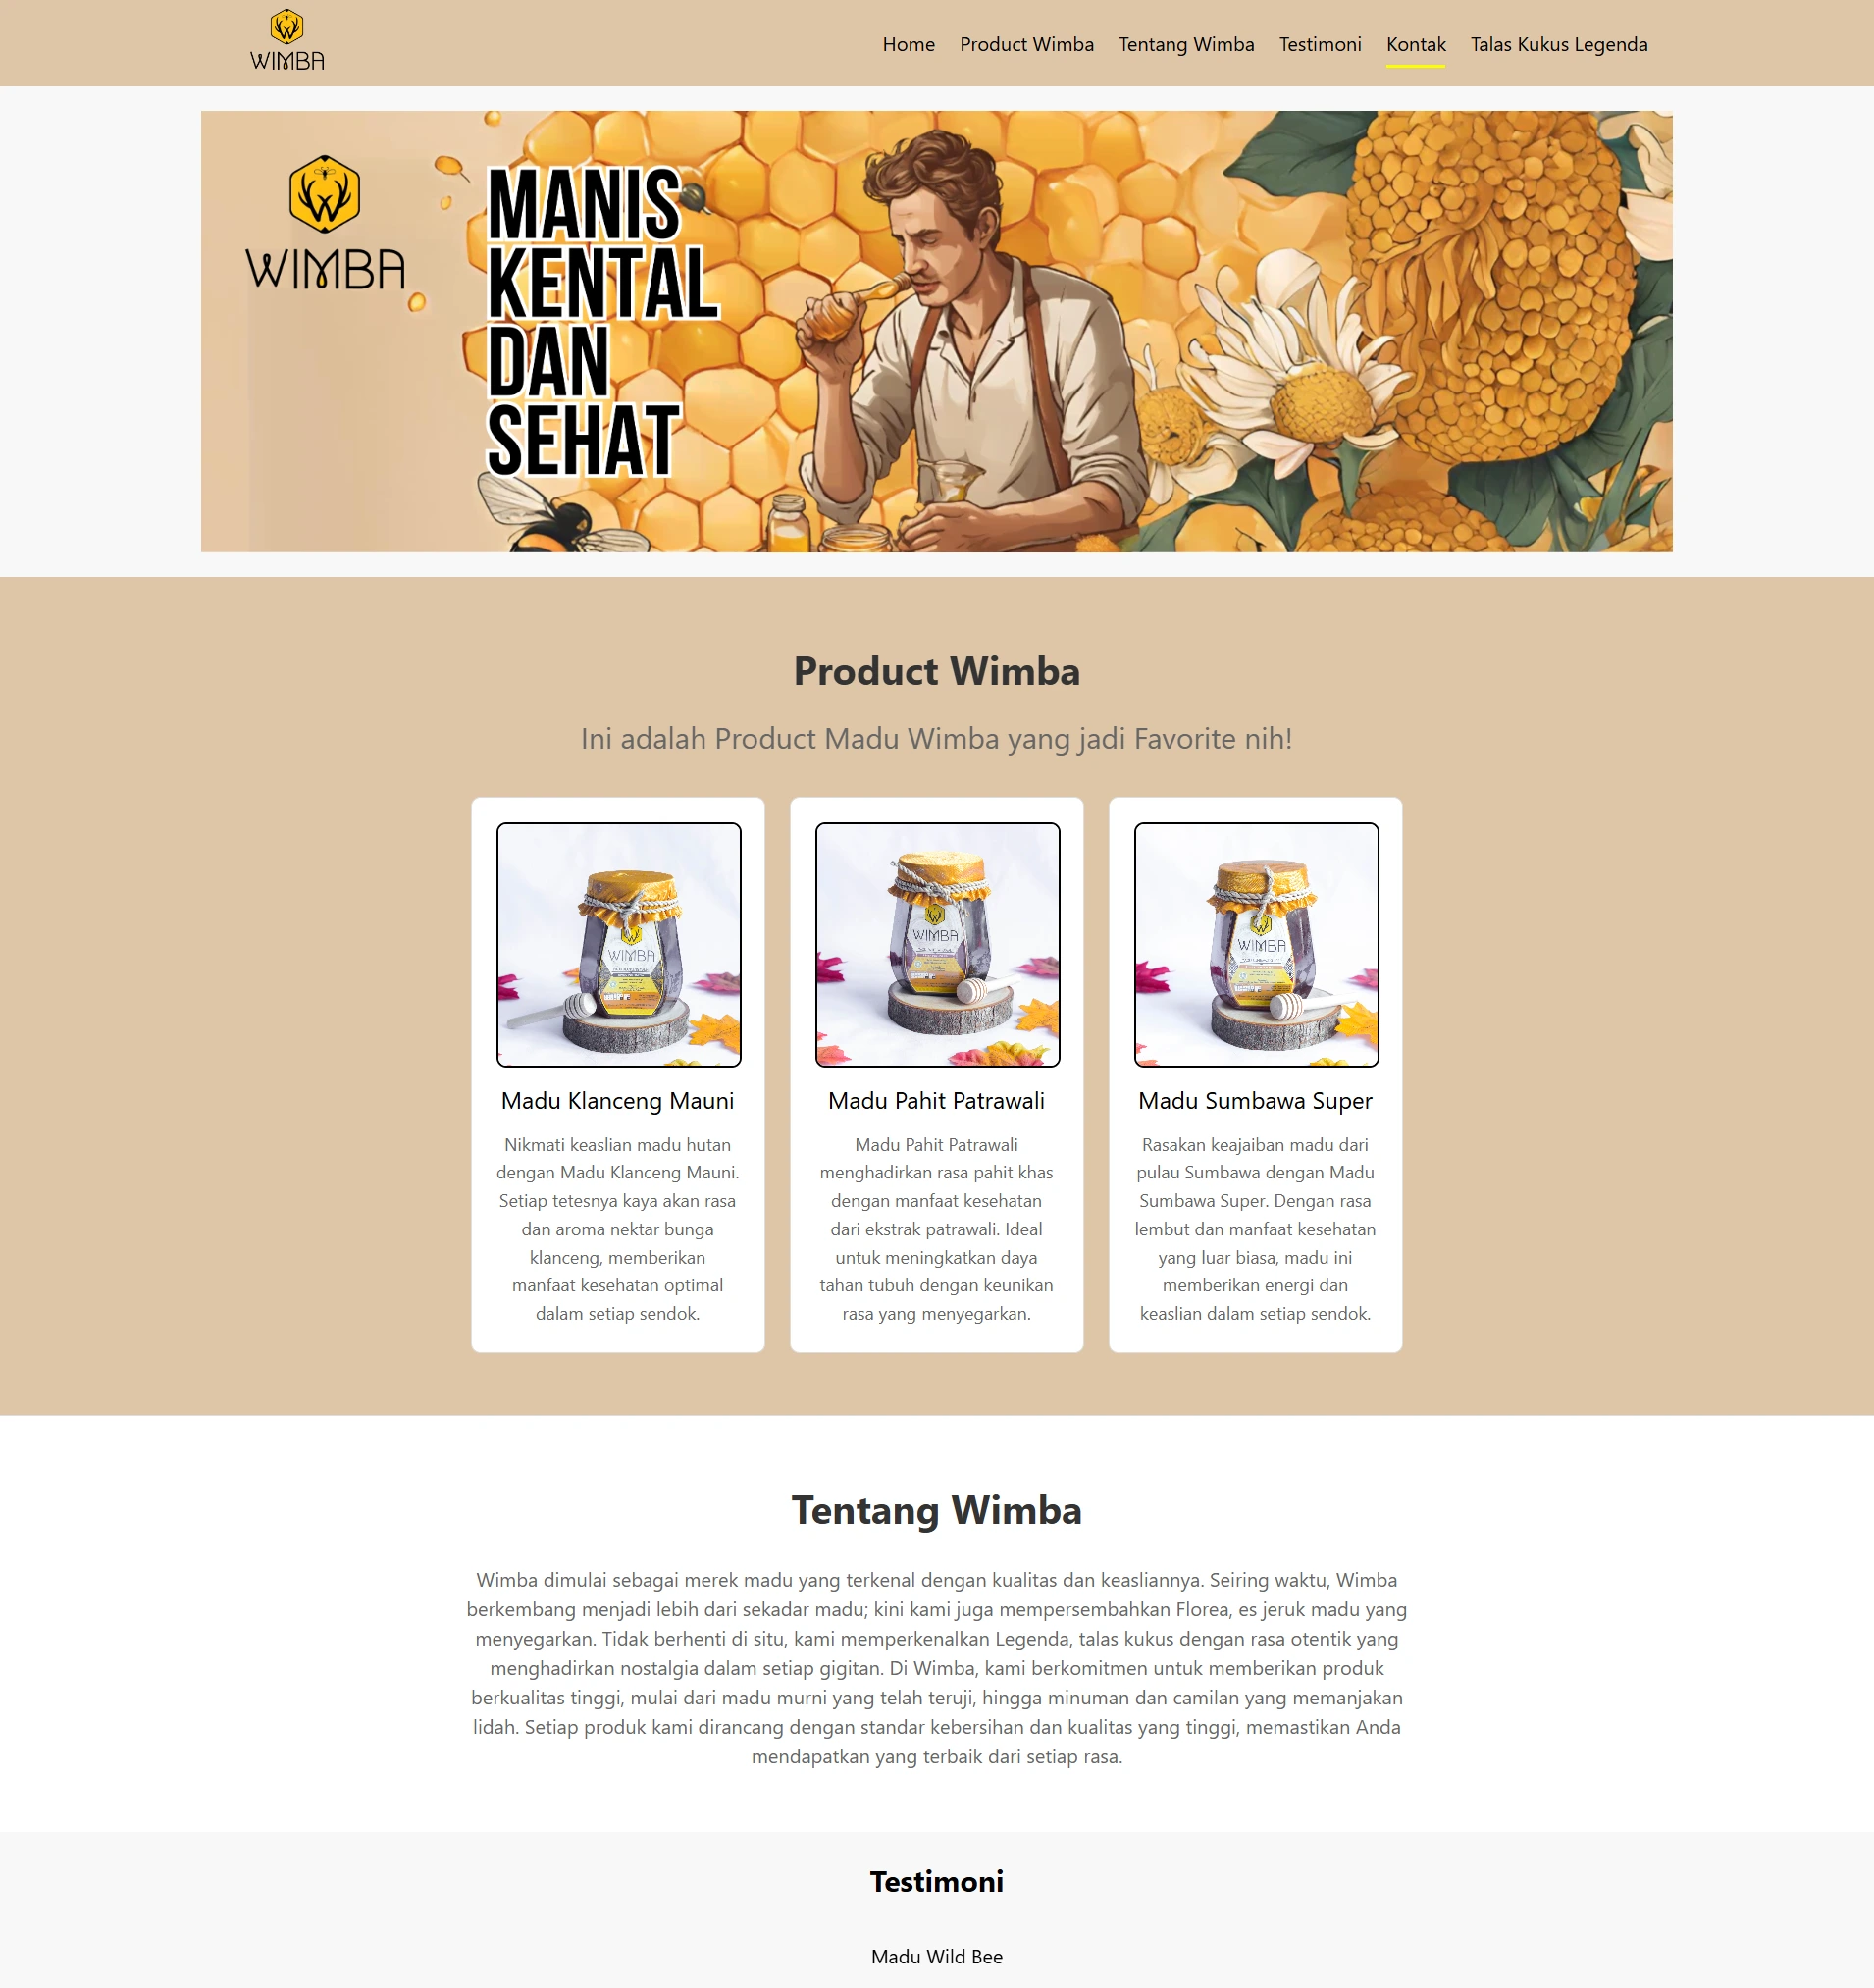 WIMBA
Home Product Wimba Tentang Wimba Testimoni Kontak Talas Kukus Legenda
WIMBA
MANIS
KENTAL
DAN
SEHAT
Product Wimba
Ini adalah Product Madu Wimba yang jadi Favorite nih!
WIMBA
WIMBA
WIMBA
Madu Klanceng Mauni
Nikmati keaslian madu hutan
dengan Madu Klanceng Mauni.
Setiap tetesnya kaya akan rasa
dan aroma nektar bunga
klanceng, memberikan
manfaat kesehatan optimal
dalam setiap sendok.
Madu Pahit Patrawali
Madu Pahit Patrawali
menghadirkan rasa pahit khas
dengan manfaat kesehatan
dari ekstrak patrawali. Ideal
untuk meningkatkan daya
tahan tubuh dengan keunikan
rasa yang menyegarkan.
Madu Sumbawa Super
Rasakan keajaiban madu dari
pulau Sumbawa dengan Madu
Sumbawa Super. Dengan rasa
lembut dan manfaat kesehatan
yang luar biasa, madu ini
memberikan energi dan
keaslian dalam setiap sendok.
Tentang Wimba
Wimba dimulai sebagai merek madu yang terkenal dengan kualitas dan keasliannya. Seiring waktu, Wimba
berkembang menjadi lebih dari sekadar madu; kini kami juga mempersembahkan Florea, es jeruk madu yang
menyegarkan. Tidak berhenti di situ, kami memperkenalkan Legenda, talas kukus dengan rasa otentik yang
menghadirkan nostalgia dalam setiap gigitan. Di Wimba, kami berkomitmen untuk memberikan produk
berkualitas tinggi, mulai dari madu murni yang telah teruji, hingga minuman dan camilan yang memanjakan
lidah. Setiap produk kami dirancang dengan standar kebersihan dan kualitas yang tinggi, memastikan Anda
mendapatkan yang terbaik dari setiap rasa.
Testimoni
Madu Wild Bee